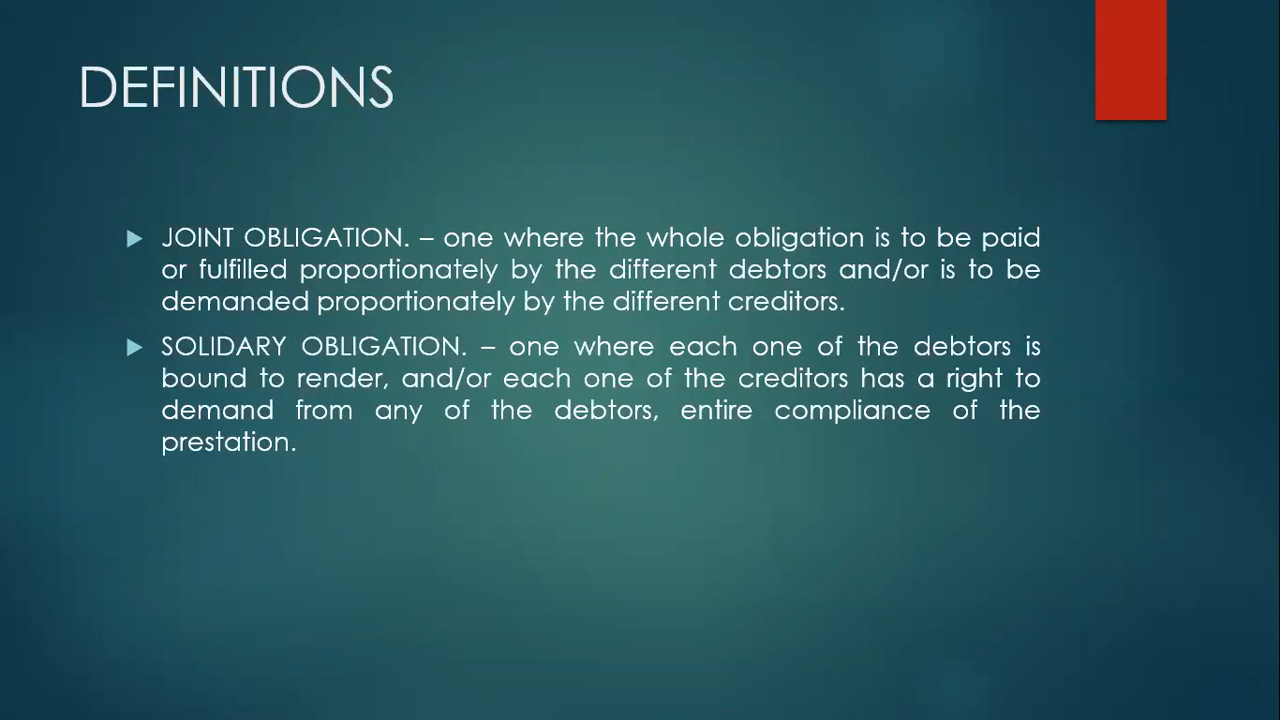 DEFINITIONS
JOINT OBLIGATION. – one where the whole obligation is to be paid
or fulfilled proportionately by the different debtors and/or is to be
demanded proportionately by the different creditors.
SOLIDARY OBLIGATION. – one where each one of the debtors is
bound to render, and/or each one of the creditors has a right to
demand from any of the debtors, entire compliance of the
prestation.